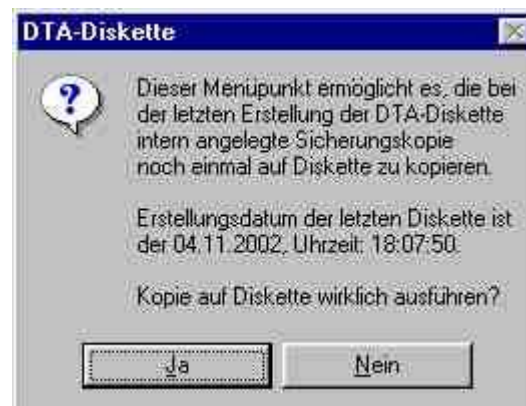 DTA-Diskette
Dieser Menüpunkt ermöglicht es, die bei
der letzten Erstellung der DTA-Diskette
intern angelegte Sicherungskopie
noch einmal auf Diskette zu kopieren.
Erstellungsdatum der letzten Diskette ist
der 04.11.2002, Uhrzeit: 18:07:50.
Kopie auf Diskette wirklich ausführen?
Ja
Nein